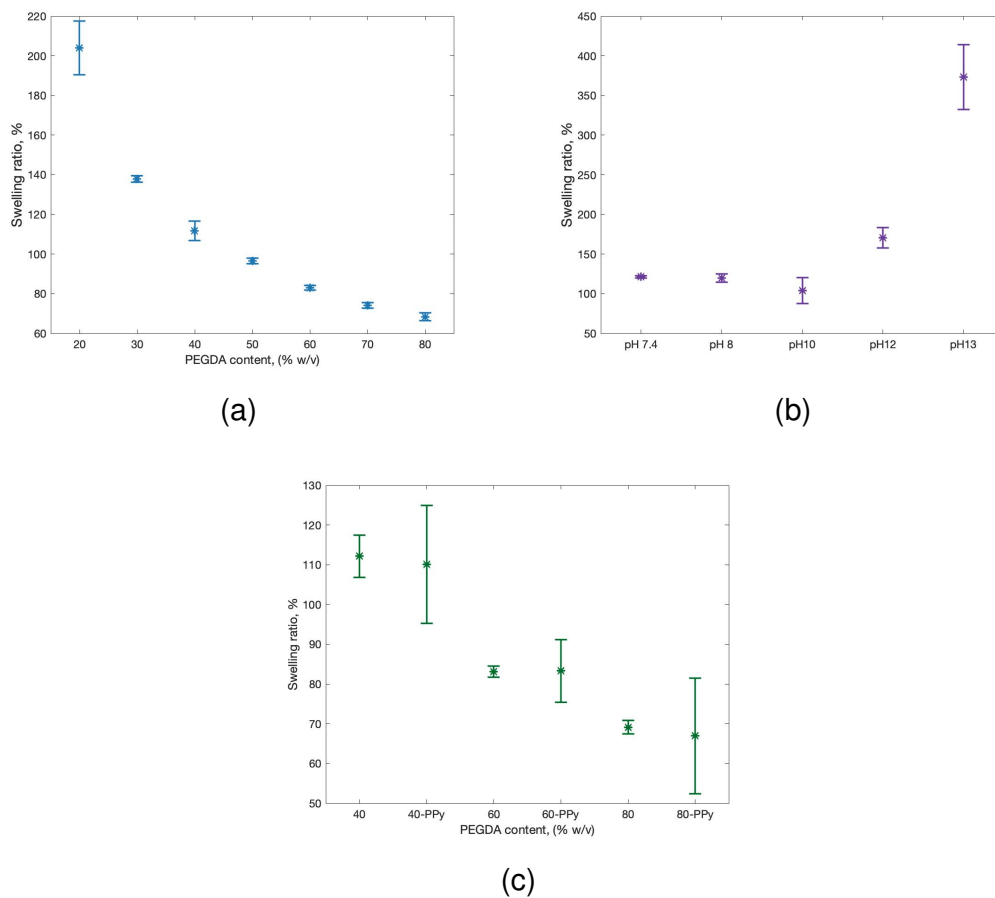 220
200
180
160
140
120
100
80
60
Swelling ratio, %
20 30 40 50 60 70 80
PEGDA content, (% w/v)
(a)
450
400
350
300
250
200
150
100
50
Swelling ratio, %
pH 7.4 pH 8 pH10 pH12 pH13
(b)
130
120
110
100
90
80
70
60
50
Swelling ratio, %
40 40-PPy 60 60-PPy 80 80-PPy
PEGDA content, (% w/v)
(c)